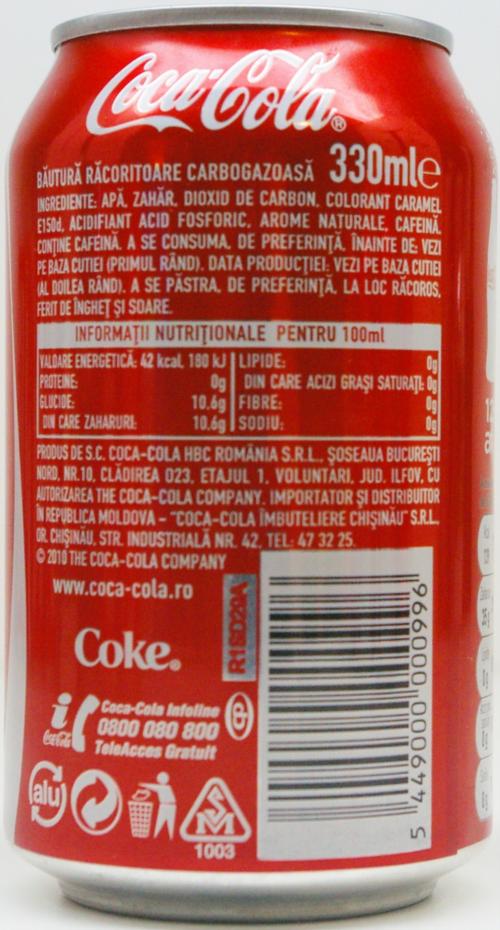 Coca-Cola®
BĂUTURĂ RĂCORITOARE CARBOGAZOASĂ 330ml e
INGREDIENTE: APĂ, ZAHĂR, DIOXID DE CARBON, COLORANT CARAMEL
E150d, ACIDIFIANT ACID FOSFORIC, AROME NATURALE, CAFEINĂ.
CONȚINE CAFEINĂ. A SE CONSUMA, DE PREFERINȚĂ, ÎNAINTE DE: VEZI
PE BAZA CUTIEI (PRIMUL RÂND). DATA PRODUCȚIEI: VEZI PE BAZA CUTIEI
(AL DOILEA RÂND). A SE PĂSTRA, DE PREFERINȚĂ, LA LOC RĂCOROS,
FERIT DE ÎNGHEȚ ȘI SOARE.
INFORMAȚII NUTRIȚIONALE PENTRU 100ml
VALOARE ENERGETICĂ: 42 kcal, 180 kJ
PROTEINE: 0g
GLUCIDE: 10,6g
DIN CARE ZAHARURI: 10,6g
LIPIDE: 0g
DIN CARE ACIZI GRAȘI SATURAȚI: 0g
FIBRE: 0g
SODIU: 0g
PRODUS DE S.C. COCA-COLA HBC ROMÂNIA S.R.L., ȘOSEAUA BUCUREȘTI
NORD, NR.10, CLĂDIREA O23, ETAJUL 1, VOLUNTARI, JUD. ILFOV, CU
AUTORIZAREA THE COCA-COLA COMPANY. IMPORTATOR ȘI DISTRIBUITOR
ÎN REPUBLICA MOLDOVA – "COCA-COLA ÎMBUTELIERE CHIȘINĂU" S.R.L.,
OR. CHIȘINĂU, STR. INDUSTRIALĂ NR. 42, TEL: 47 32 25.
© 2010 THE COCA-COLA COMPANY
www.coca-cola.ro
R18D29A
Coke®
i Coca-Cola
Coca-Cola Infoline
0800 080 800
TeleAcces Gratuit
alu
M
1003
5 449000 000996